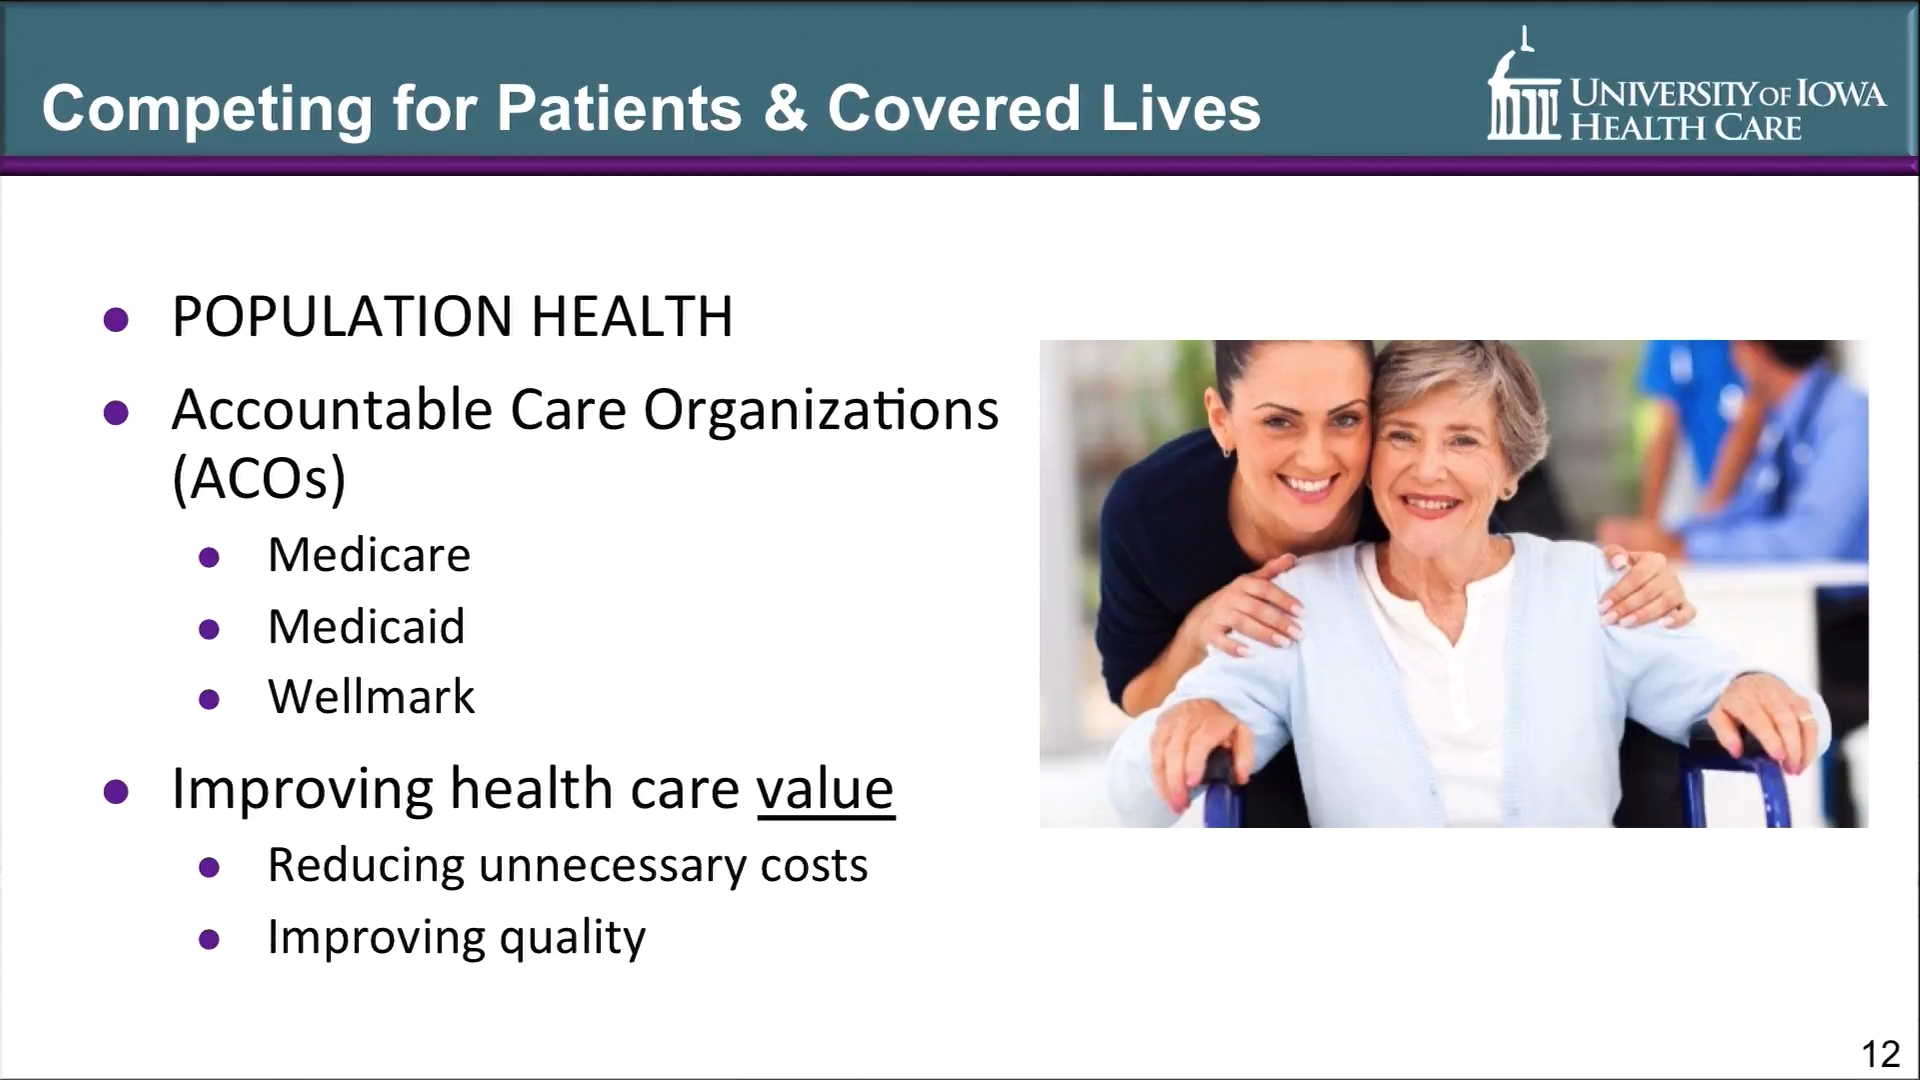 Competing for Patients & Covered Lives
UNIVERSITY OF IOWA
HEALTH CARE
POPULATION HEALTH
Accountable Care Organizations
(ACOs)
Medicare
Medicaid
Wellmark
Improving health care value
Reducing unnecessary costs
Improving quality
12